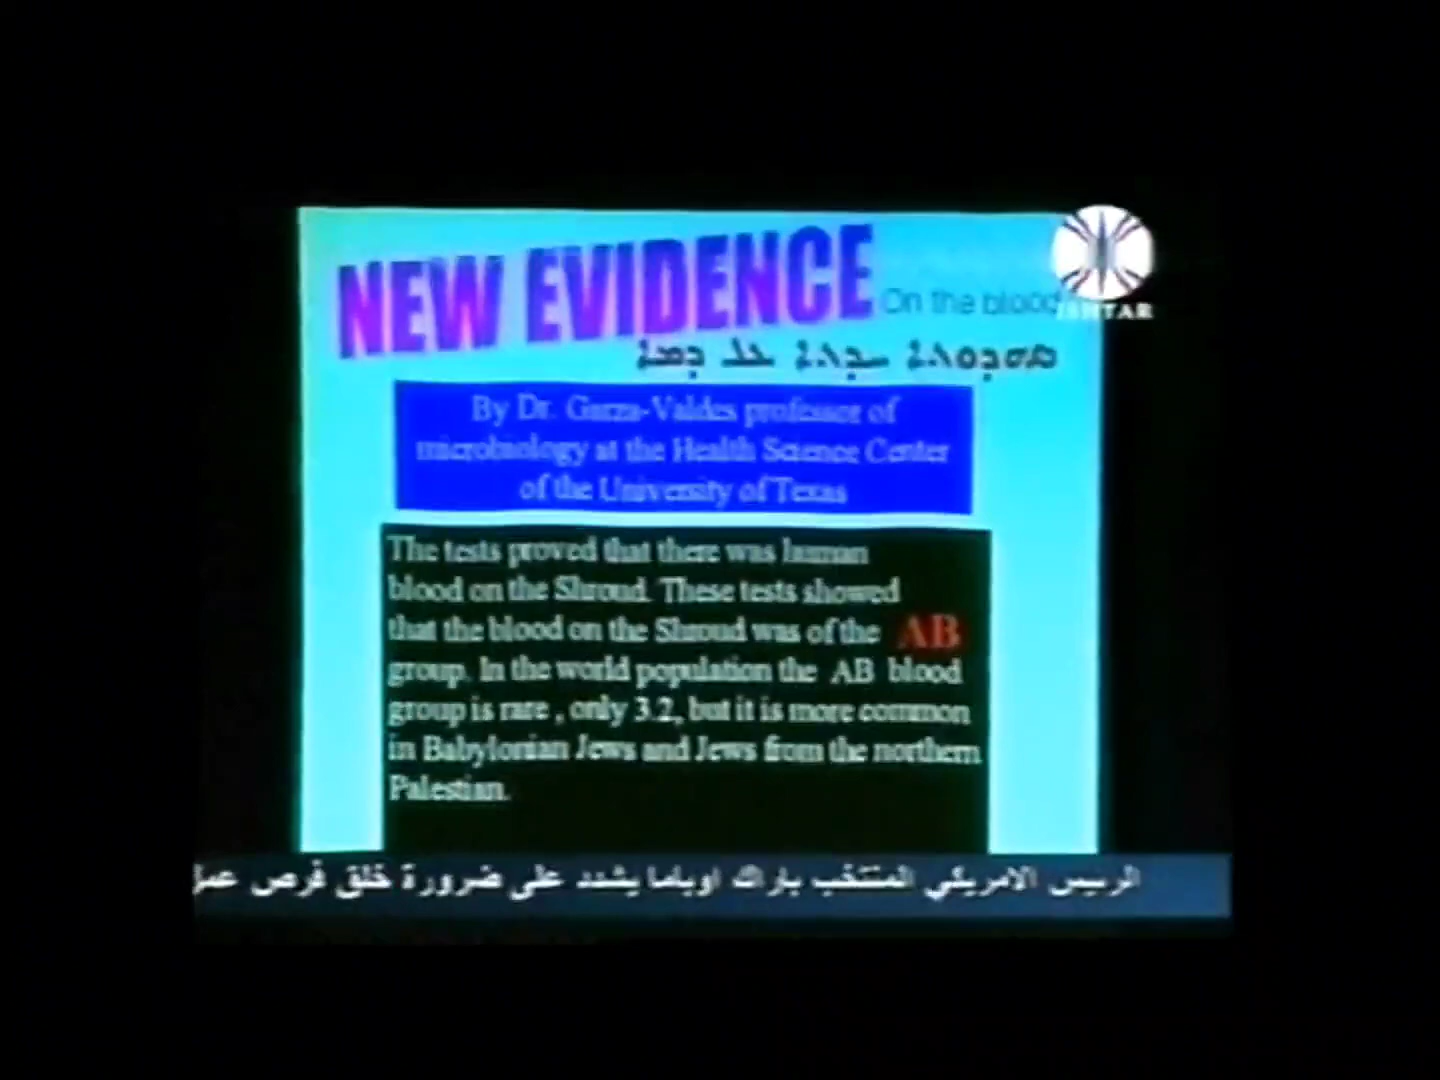 NEW EVIDENCE On the blood
ISHTAR
ܣܗܕܘܬܐ ܚܕܬܐ ܥܠ ܕܡܐ
By Dr. Garza-Valdes professor of
microbiology at the Health Science Center
of the University of Texas
The tests proved that there was human
blood on the Shroud. These tests showed
that the blood on the Shroud was of the AB
group. In the world population the AB blood
group is rare , only 3.2, but it is more common
in Babylonian Jews and Jews from the northern
Palestian.
الرييس الامريكي المنتخب باراك اوباما يشدد على ضرورة خلق فرص عمل